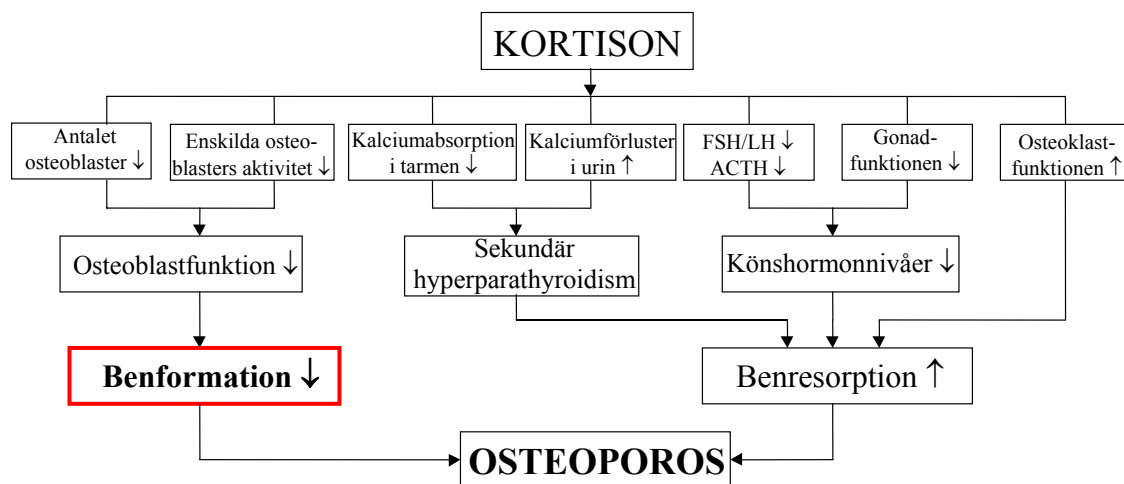 KORTISON
Antalet
osteoblaster ↓
Enskilda osteo-
blasters aktivitet ↓
Kalciumabsorption
i tarmen ↓
Kalciumförluster
i urin ↑
FSH/LH ↓
ACTH ↓
Gonad-
funktionen ↓
Osteoklast-
funktionen ↑
Osteoblastfunktion ↓
Sekundär
hyperparathyroidism
Könshormonnivåer ↓
Benformation ↓
Benresorption ↑
OSTEOPOROS